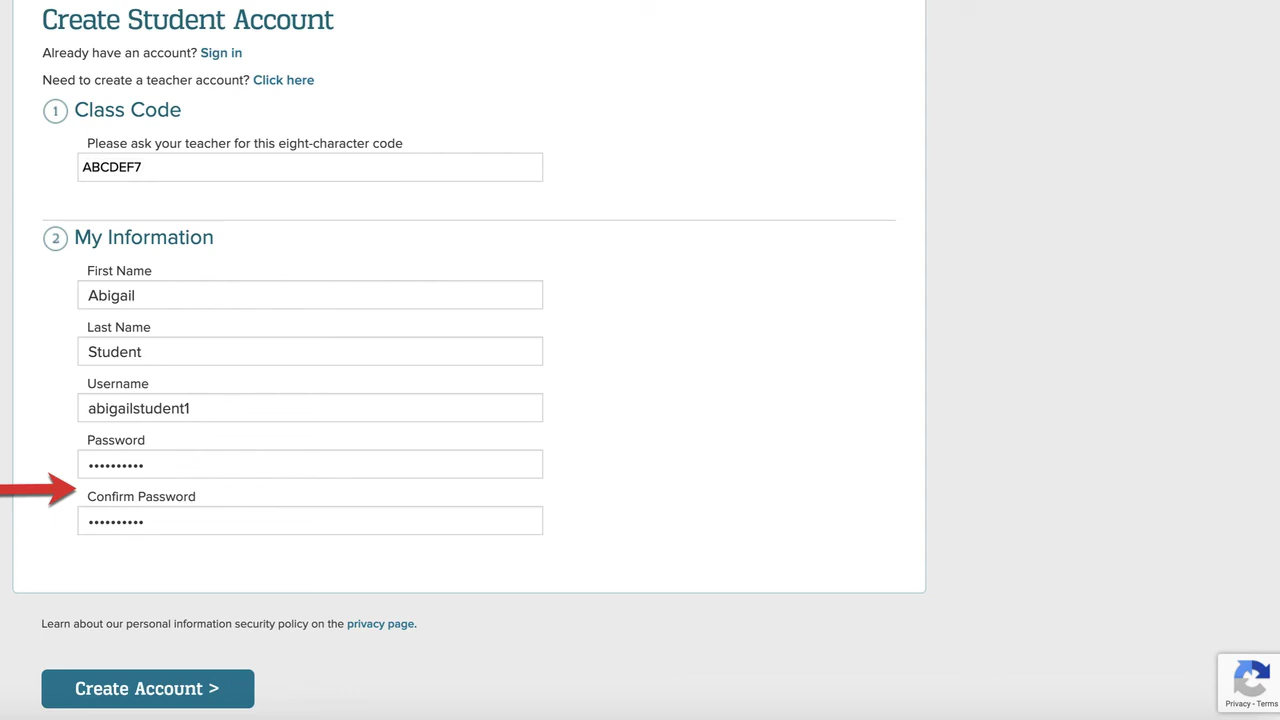 Create Student Account
Already have an account? Sign in
Need to create a teacher account? Click here
1 Class Code
Please ask your teacher for this eight-character code
ABCDEF7
2 My Information
First Name
Abigail
Last Name
Student
Username
abigailstudent1
Password
••••••••••
Confirm Password
••••••••••
Learn about our personal information security policy on the privacy page.
Create Account >
Privacy - Terms